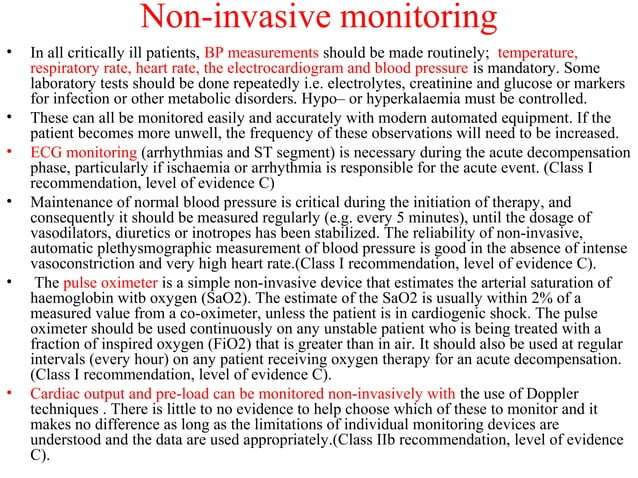 Non-invasive monitoring
• In all critically ill patients, BP measurements should be made routinely; temperature,
respiratory rate, heart rate, the electrocardiogram and blood pressure is mandatory. Some
laboratory tests should be done repeatedly i.e. electrolytes, creatinine and glucose or markers
for infection or other metabolic disorders. Hypo– or hyperkalaemia must be controlled.
• These can all be monitored easily and accurately with modern automated equipment. If the
patient becomes more unwell, the frequency of these observations will need to be increased.
• ECG monitoring (arrhythmias and ST segment) is necessary during the acute decompensation
phase, particularly if ischaemia or arrhythmia is responsible for the acute event. (Class I
recommendation, level of evidence C)
• Maintenance of normal blood pressure is critical during the initiation of therapy, and
consequently it should be measured regularly (e.g. every 5 minutes), until the dosage of
vasodilators, diuretics or inotropes has been stabilized. The reliability of non-invasive,
automatic plethysmographic measurement of blood pressure is good in the absence of intense
vasoconstriction and very high heart rate.(Class I recommendation, level of evidence C).
• The pulse oximeter is a simple non-invasive device that estimates the arterial saturation of
haemoglobin witb oxygen (SaO2). The estimate of the SaO2 is usually within 2% of a
measured value from a co-oximeter, unless the patient is in cardiogenic shock. The pulse
oximeter should be used continuously on any unstable patient who is being treated with a
fraction of inspired oxygen (FiO2) that is greater than in air. It should also be used at regular
intervals (every hour) on any patient receiving oxygen therapy for an acute decompensation.
(Class I recommendation, level of evidence C).
• Cardiac output and pre-load can be monitored non-invasively with the use of Doppler
techniques . There is little to no evidence to help choose which of these to monitor and it
makes no difference as long as the limitations of individual monitoring devices are
understood and the data are used appropriately.(Class IIb recommendation, level of evidence
C).